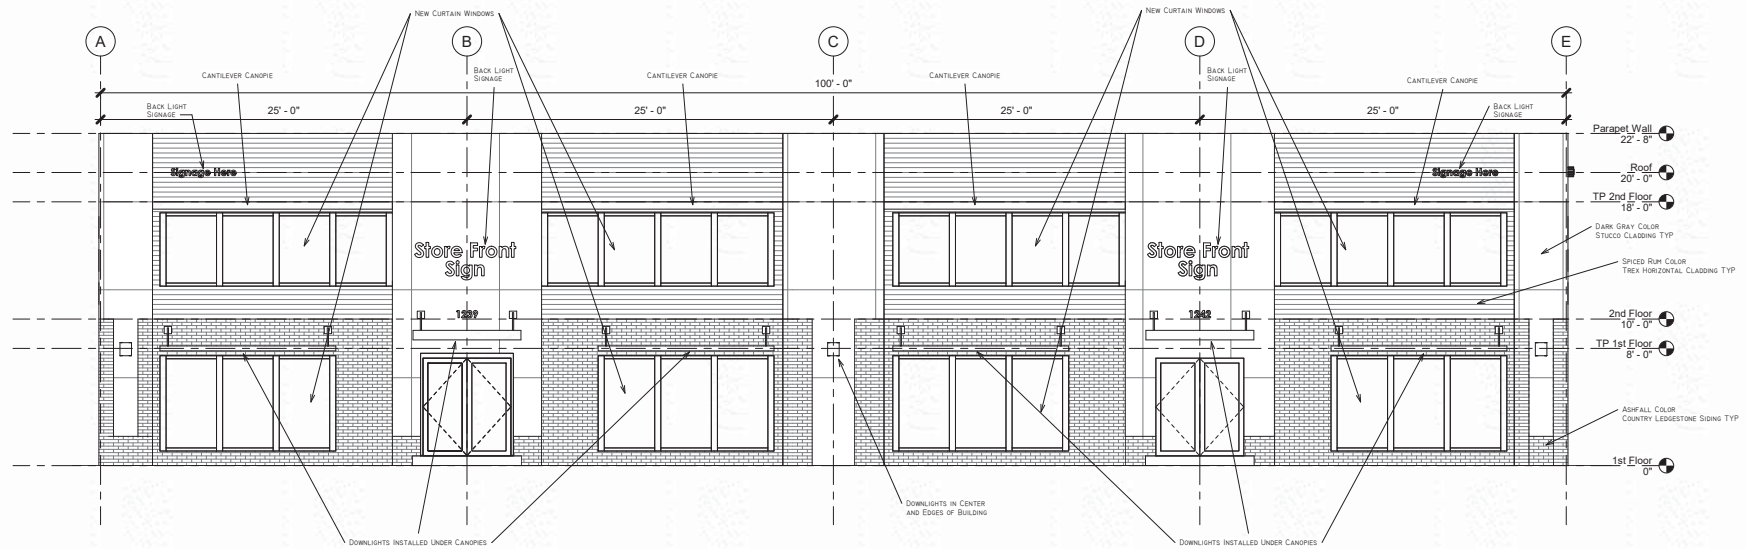 New Curtain Windows
New Curtain Windows
A
B
C
D
E
Cantilever Canopie
Back Light
Signage
Cantilever Canopie
Cantilever Canopie
Back Light
Signage
Cantilever Canopie
100' - 0"
Back Light
Signage
25' - 0"
25' - 0"
25' - 0"
25' - 0"
Back Light
Signage
Parapet Wall
22' - 8"
Signage Here
Signage Here
Roof
20' - 0"
TP 2nd Floor
18' - 0"
Dark Gray Color
Stucco Cladding Typ
Store Front
Sign
Store Front
Sign
Spiced Rum Color
Trex Horizontal Cladding Typ
1239
1242
2nd Floor
10' - 0"
TP 1st Floor
8' - 0"
Ashfall Color
Country Ledgestone Siding Typ
1st Floor
0"
Downlights in Center
and Edges of Building
Downlights Installed Under Canopies
Downlights Installed Under Canopies